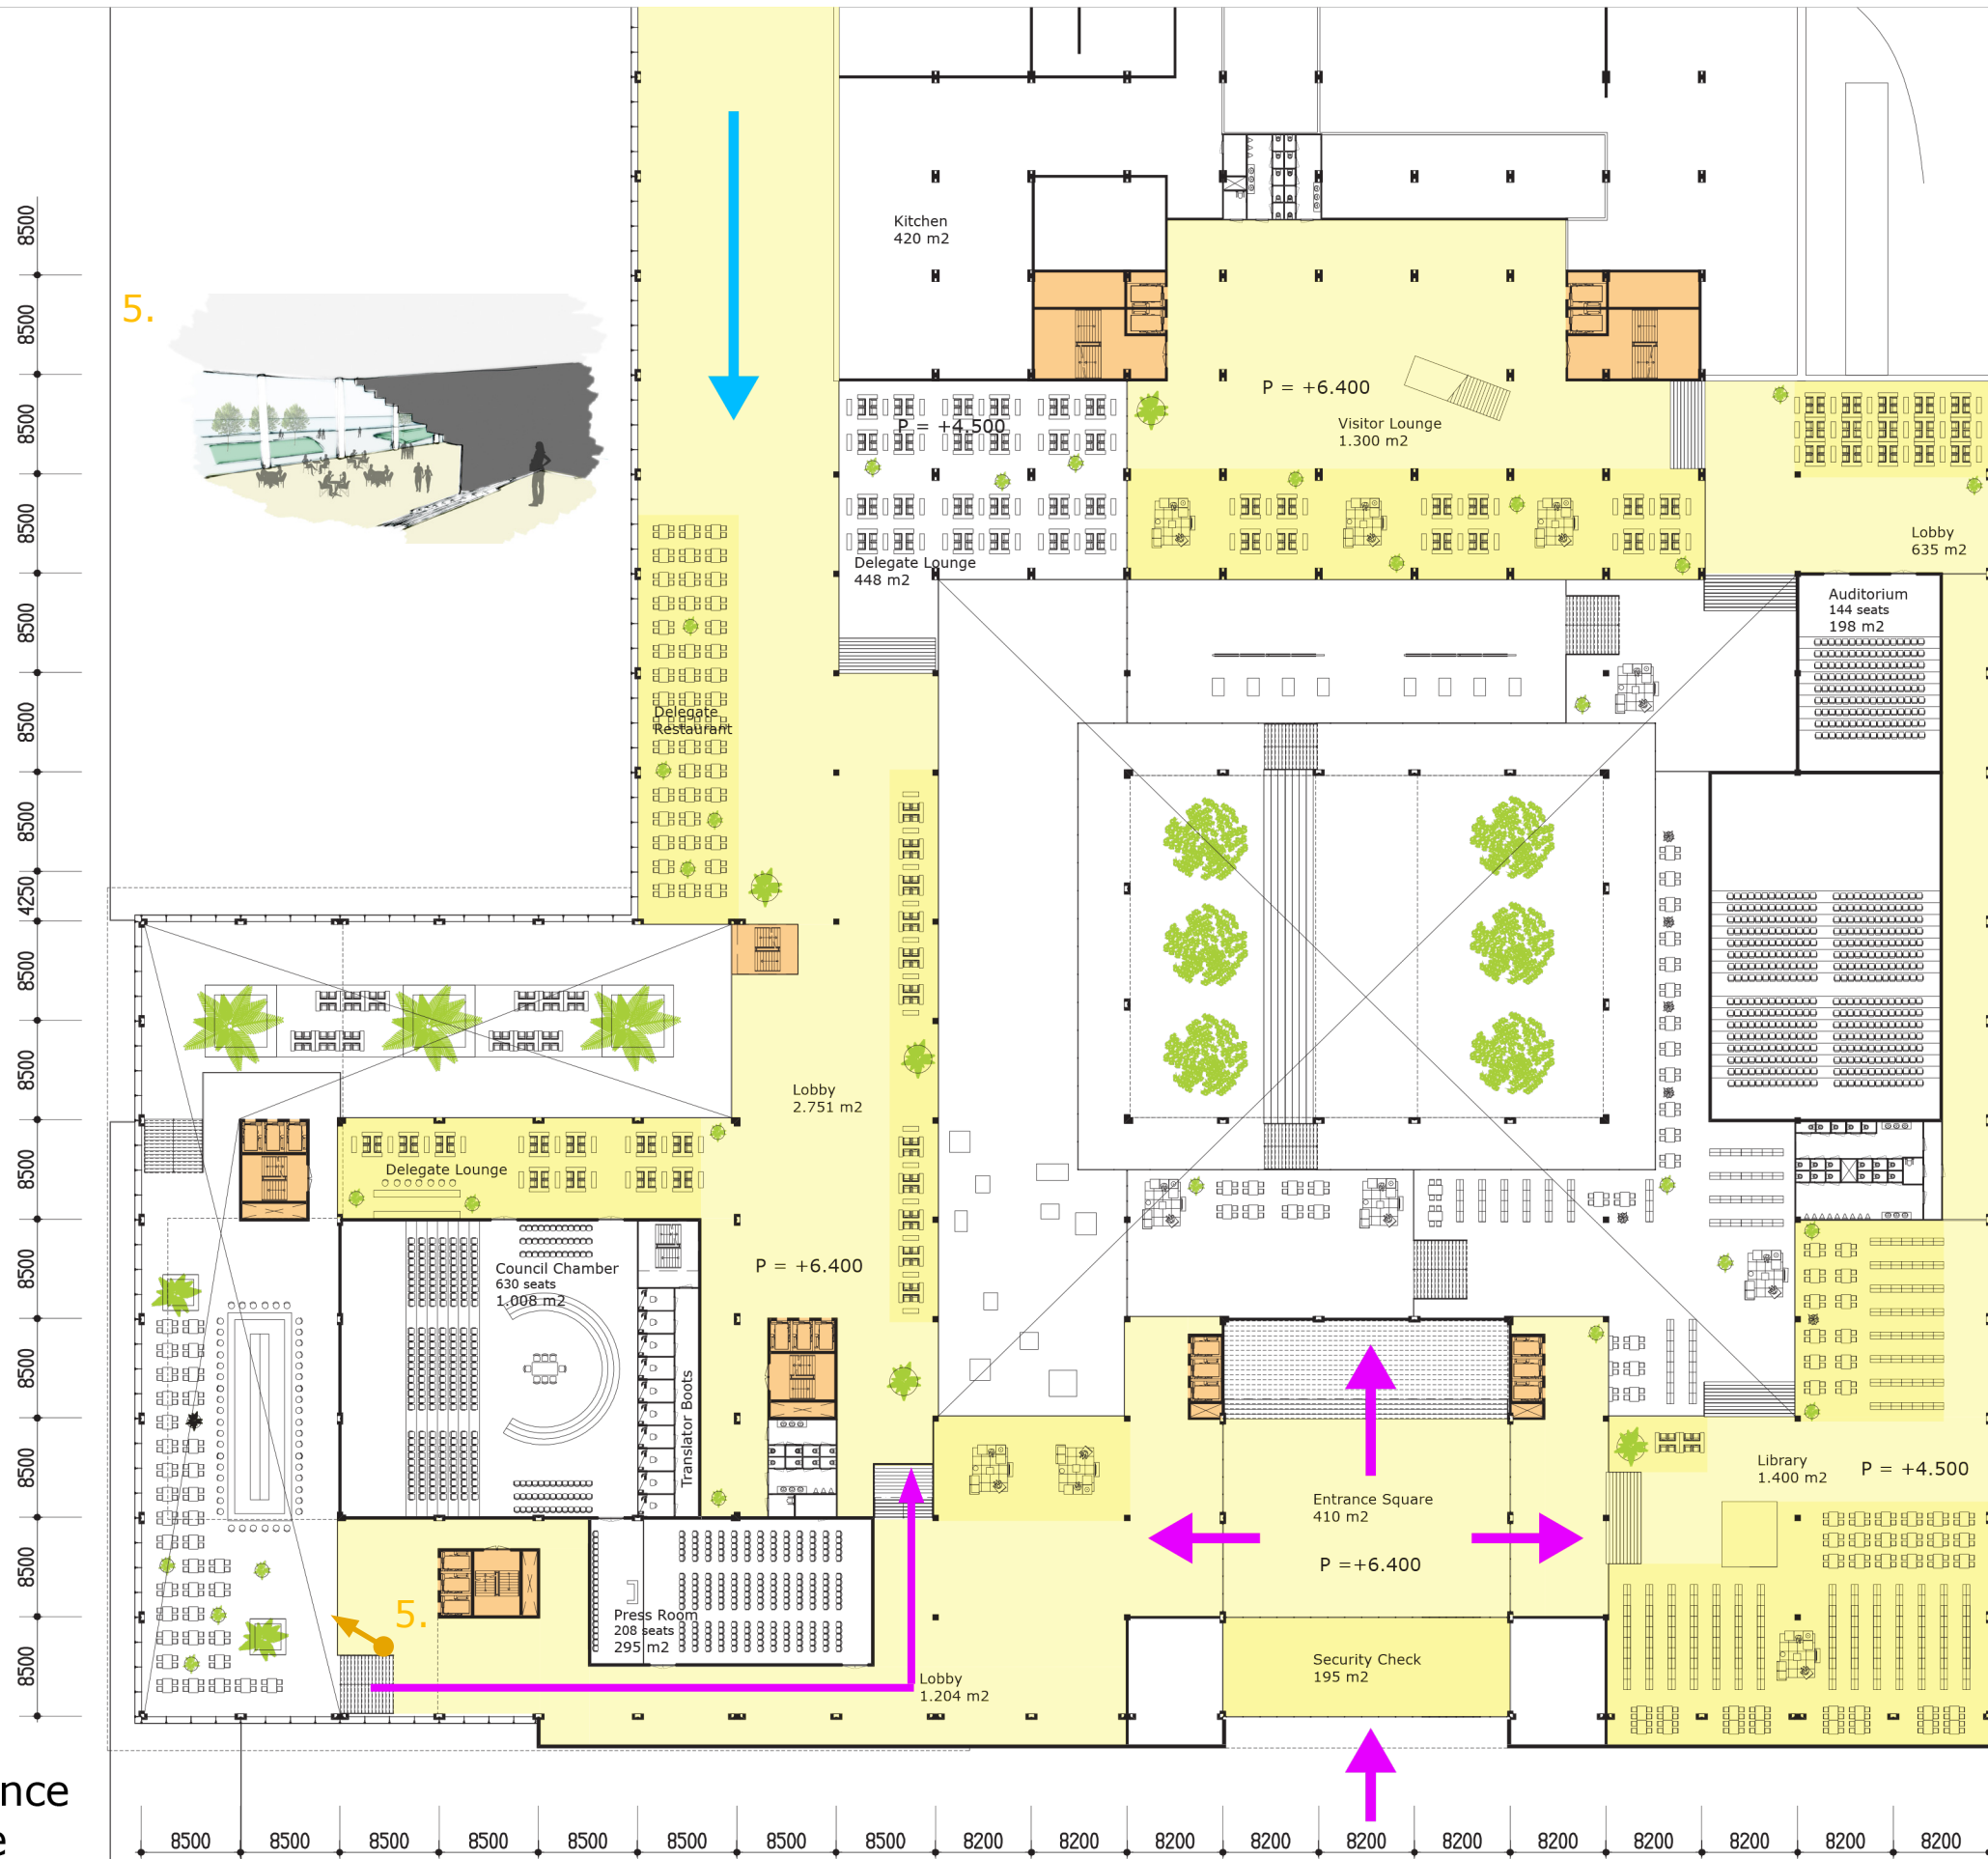 Kitchen
420 m2
5.
P = +6.400
Visitor Lounge
1.300 m2
P = +4.500
Delegate Lounge
448 m2
Lobby
635 m2
Auditorium
144 seats
198 m2
Delegate
Restaurant
Lobby
2.751 m2
Delegate Lounge
P = +6.400
Council Chamber
630 seats
1.008 m2
Translator Boots
Library
1.400 m2
P = +4.500
Entrance Square
410 m2
P =+6.400
5.
Press Room
208 seats
295 m2
Security Check
195 m2
Lobby
1.204 m2
8500
8500
8500
8500
8500
8500
8500
4250
8500
8500
8500
8500
8500
8500
8500
8500
nce
e
8500
8500
8500
8500
8500
8500
8500
8500
8200
8200
8200
8200
8200
8200
8200
8200
8200
8200
8200